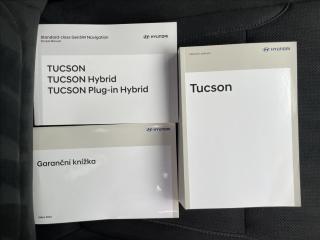 Standard-class Gen5W Navigation
HYUNDAI
TUCSON
TUCSON Hybrid
TUCSON Plug-in Hybrid
HYUNDAI
Tucson
HYUNDAI
Garanční knížka